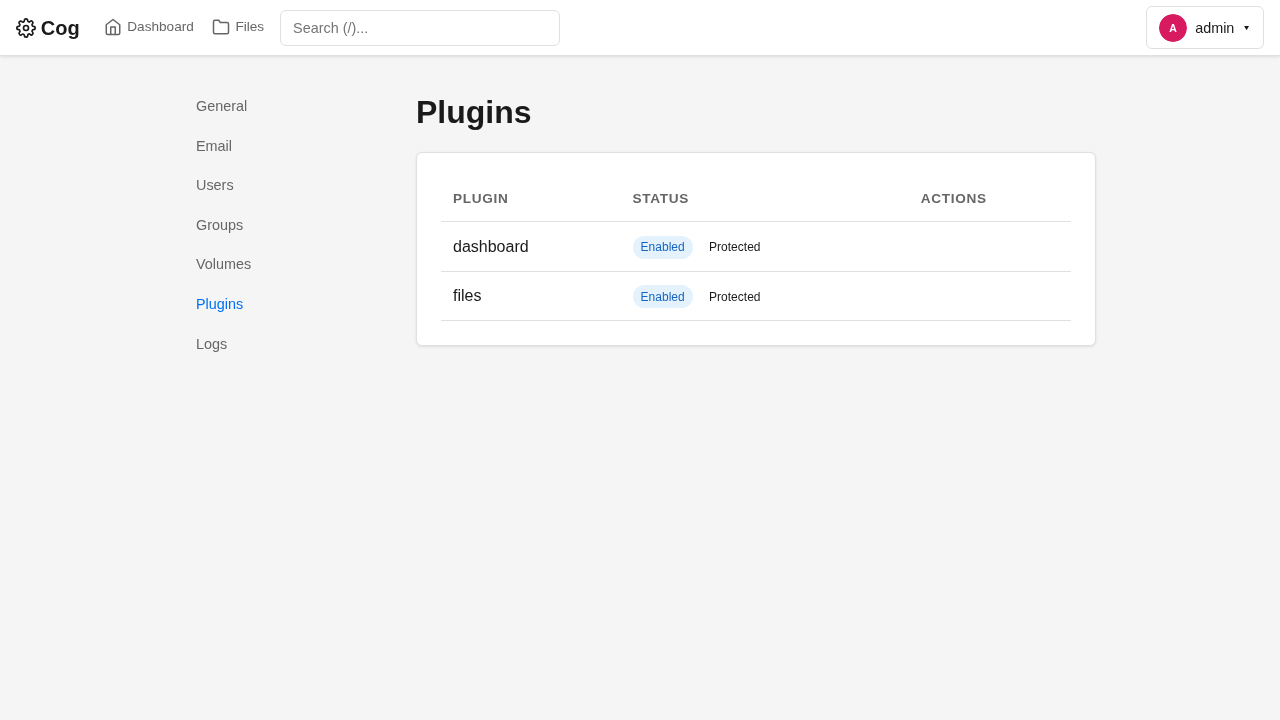 Cog
Dashboard
Files
Search (/)...
A
admin
General
Email
Users
Groups
Volumes
Plugins
Logs
Plugins
PLUGIN STATUS ACTIONS
dashboard Enabled Protected
files Enabled Protected